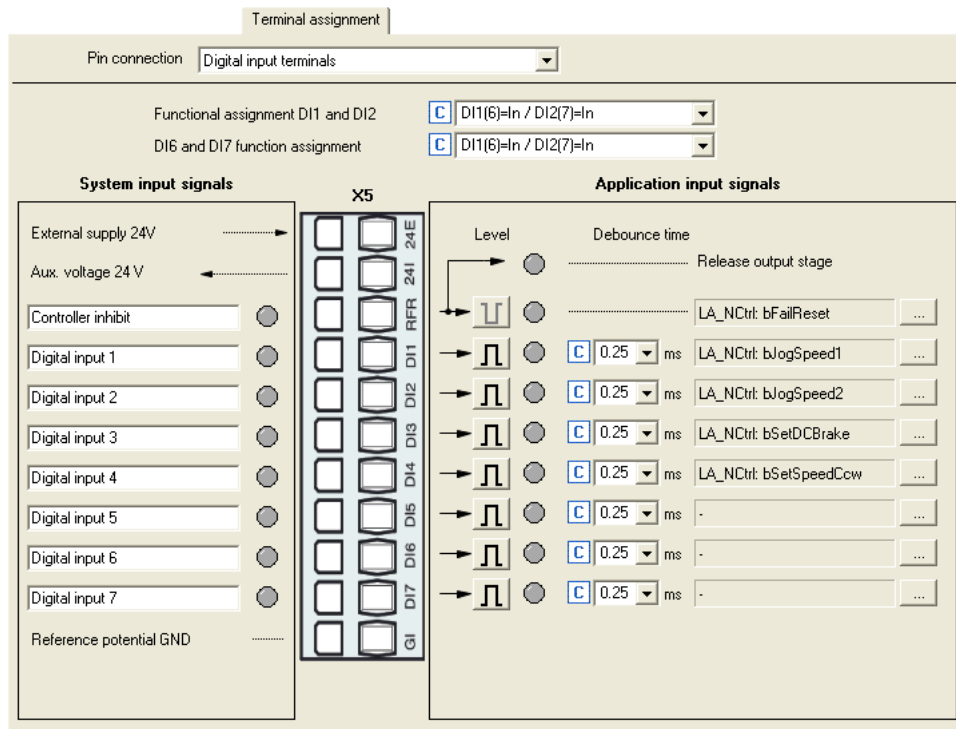 Terminal assignment
Pin connection Digital input terminals
Functional assignment DI1 and DI2 C DI1(6)=In / DI2(7)=In
DI6 and DI7 function assignment C DI1(6)=In / DI2(7)=In
System input signals X5 Application input signals
External supply 24V 24E Level Debounce time
Aux. voltage 24 V 24I Release output stage
Controller inhibit RFR LA_NCtrl: bFailReset ...
Digital input 1 DI1 C 0.25 ms LA_NCtrl: bJogSpeed1 ...
Digital input 2 DI2 C 0.25 ms LA_NCtrl: bJogSpeed2 ...
Digital input 3 DI3 C 0.25 ms LA_NCtrl: bSetDCBrake ...
Digital input 4 DI4 C 0.25 ms LA_NCtrl: bSetSpeedCcw ...
Digital input 5 DI5 C 0.25 ms - ...
Digital input 6 DI6 C 0.25 ms - ...
Digital input 7 DI7 C 0.25 ms - ...
Reference potential GND GI